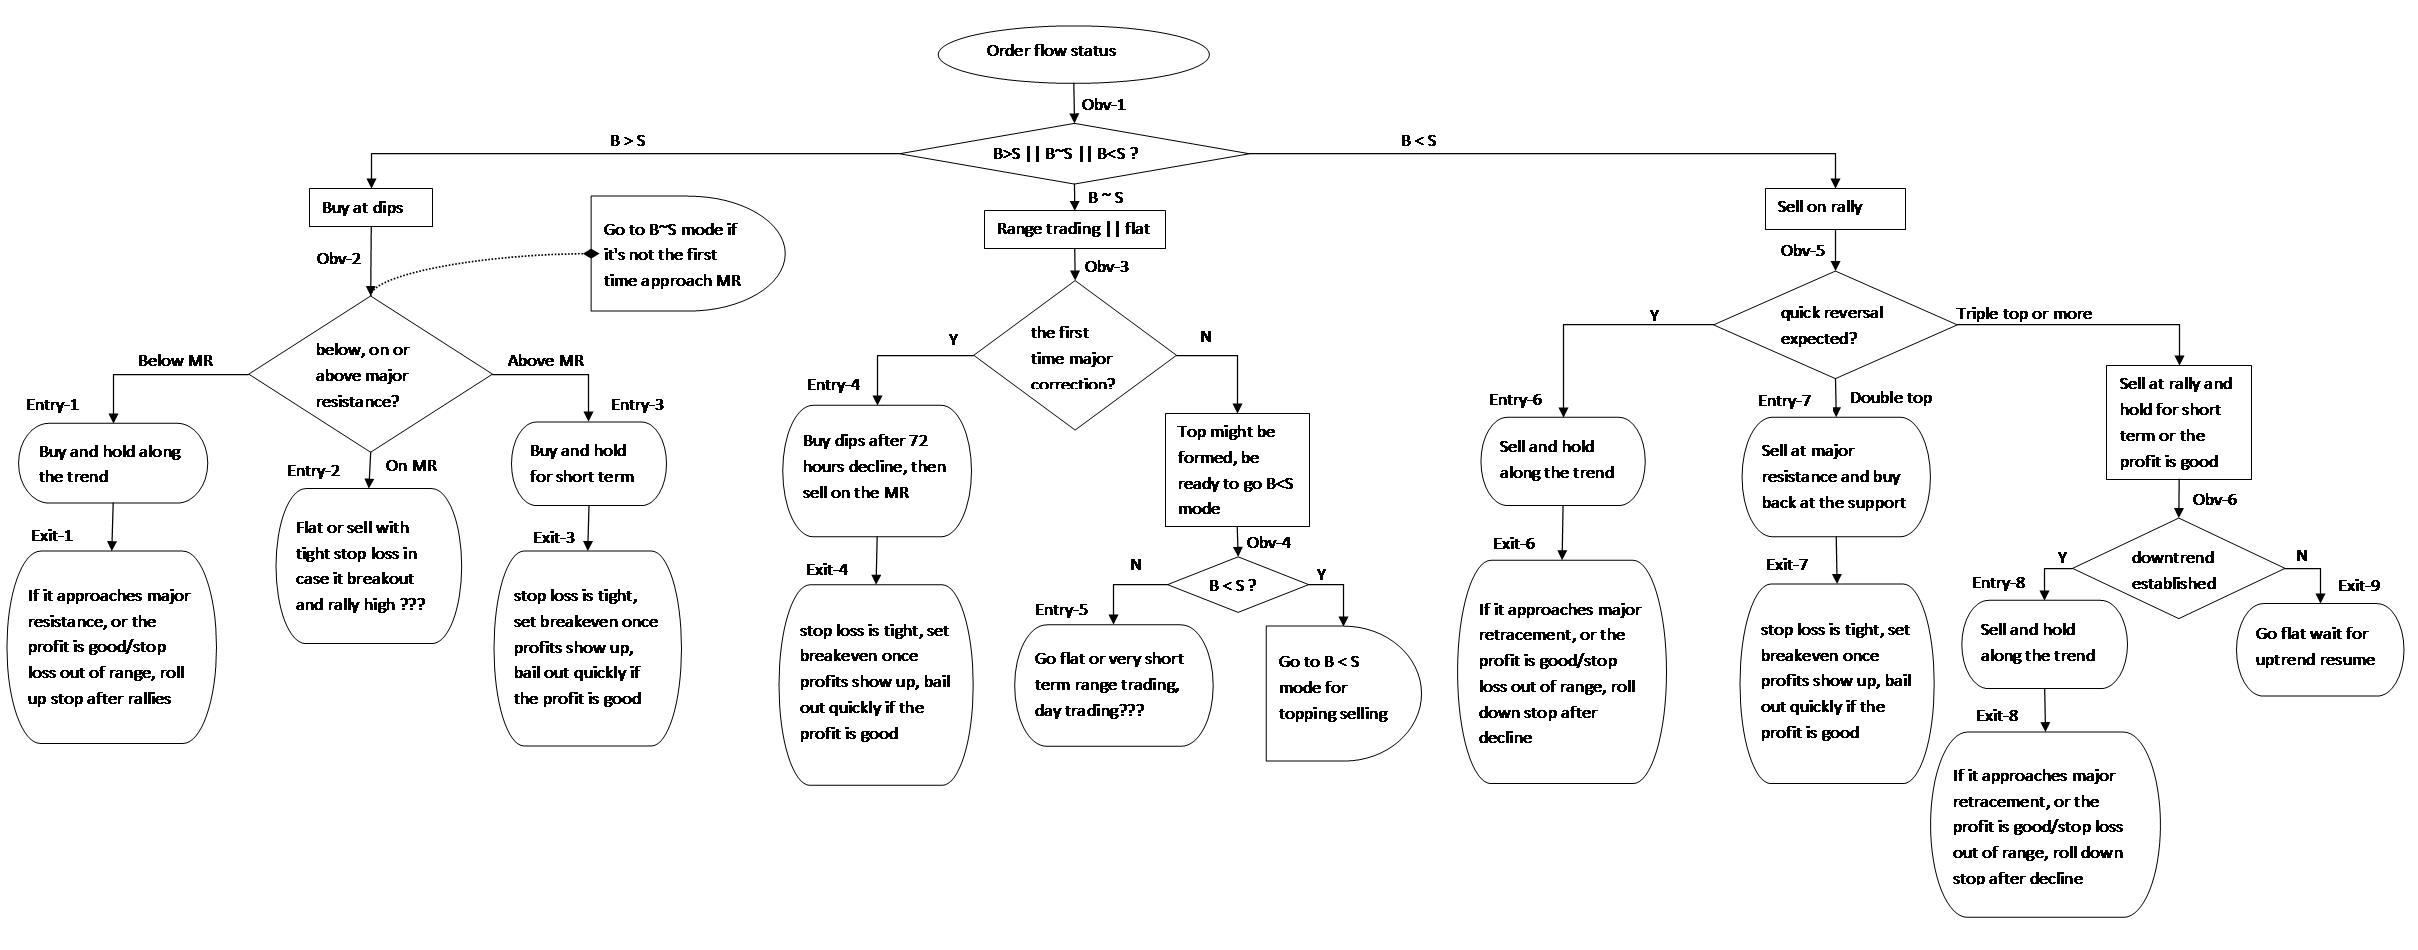 Order flow status
Obv-1
B>S || B~S || B<S ?
B > S
Buy at dips
Obv-2
Go to B~S mode if
it's not the first
time approach MR
below, on or
above major
resistance?
Below MR
Entry-1
Buy and hold along
the trend
Exit-1
If it approaches major
resistance, or the
profit is good/stop
loss out of range, roll
up stop after rallies
On MR
Entry-2
Flat or sell with
tight stop loss in
case it breakout
and rally high ???
Above MR
Entry-3
Buy and hold
for short term
Exit-3
stop loss is tight,
set breakeven once
profits show up,
bail out quickly if
the profit is good
B ~ S
Range trading || flat
Obv-3
the first
time major
correction?
Y
Entry-4
Buy dips after 72
hours decline, then
sell on the MR
Exit-4
stop loss is tight, set
breakeven once
profits show up, bail
out quickly if the
profit is good
N
Top might be
formed, be
ready to go B<S
mode
Obv-4
B < S ?
N
Entry-5
Go flat or very short
term range trading,
day trading???
Y
Go to B < S
mode for
topping selling
B < S
Sell on rally
Obv-5
quick reversal
expected?
Y
Entry-6
Sell and hold
along the trend
Exit-6
If it approaches major
retracement, or the
profit is good/stop
loss out of range, roll
down stop after
decline
Double top
Entry-7
Sell at major
resistance and buy
back at the support
Exit-7
stop loss is tight, set
breakeven once
profits show up, bail
out quickly if the
profit is good
Triple top or more
Sell at rally and
hold for short
term or the
profit is good
Obv-6
downtrend
established
Y
Entry-8
Sell and hold
along the trend
Exit-8
If it approaches major
retracement, or the
profit is good/stop loss
out of range, roll down
stop after decline
N
Exit-9
Go flat wait for
uptrend resume